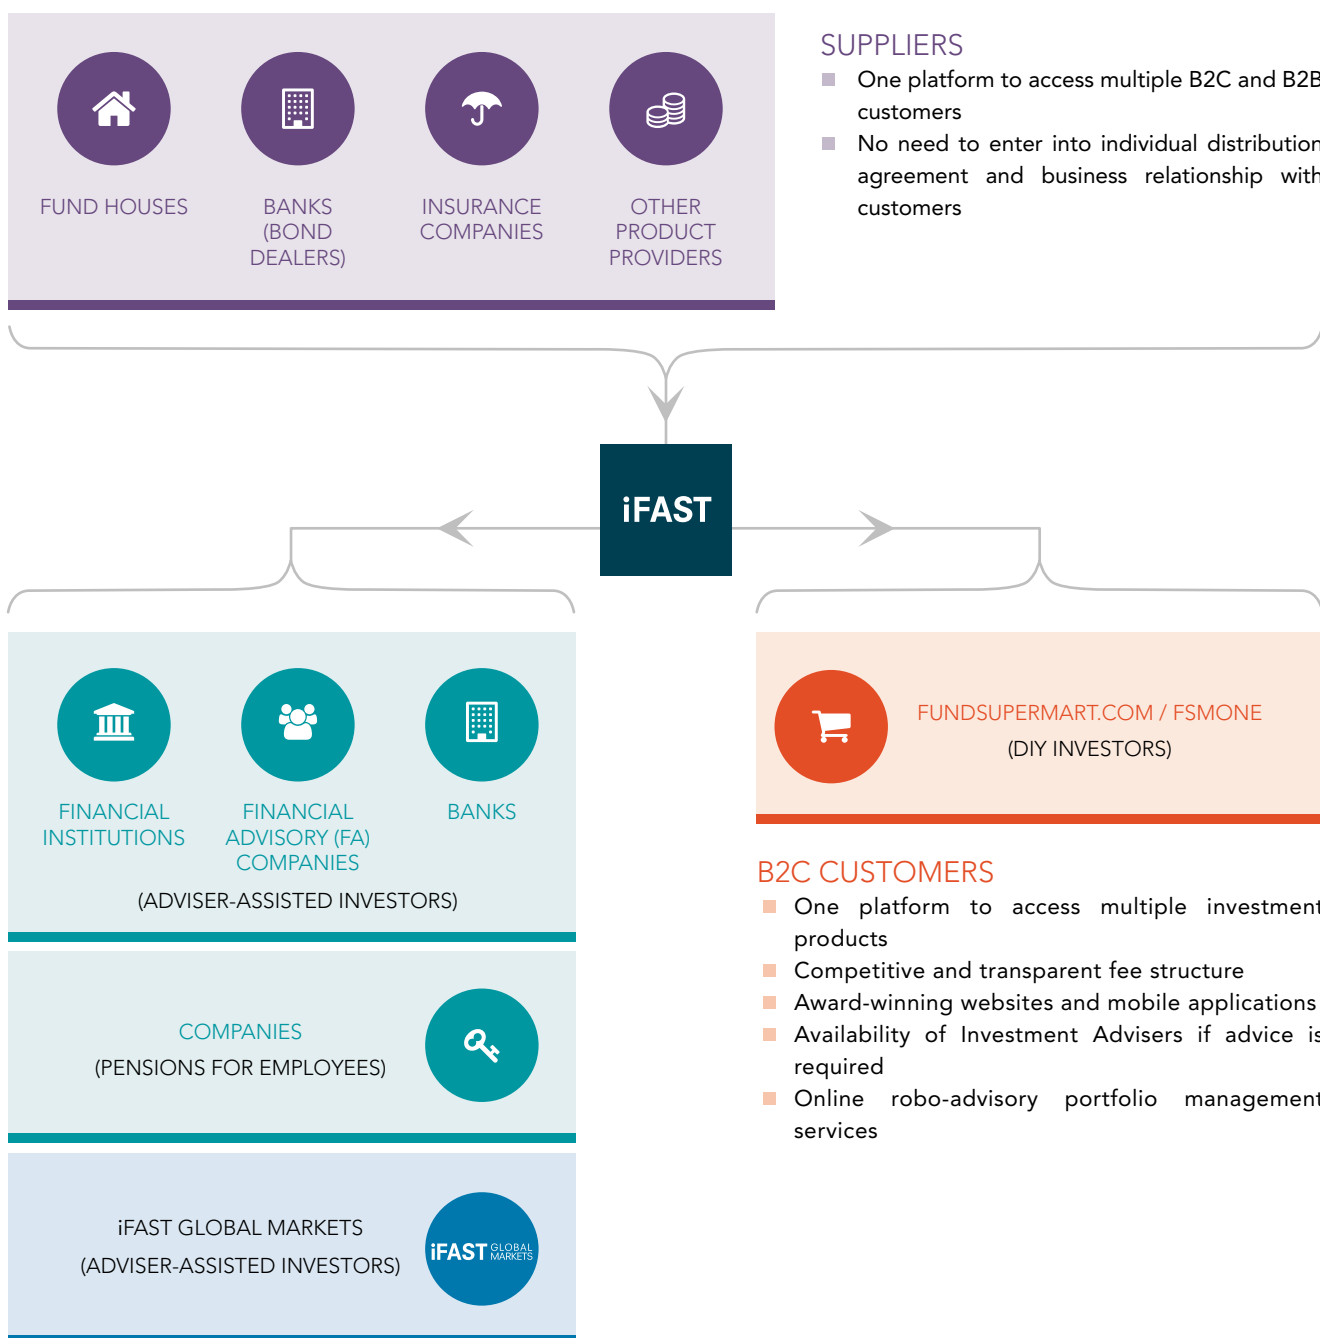 SUPPLIERS
One platform to access multiple B2C and B2B
customers
No need to enter into individual distribution
agreement and business relationship with
customers
FUND HOUSES
BANKS
(BOND
DEALERS)
INSURANCE
COMPANIES
OTHER
PRODUCT
PROVIDERS
iFAST
FINANCIAL
INSTITUTIONS
FINANCIAL
ADVISORY (FA)
COMPANIES
BANKS
(ADVISER-ASSISTED INVESTORS)
COMPANIES
(PENSIONS FOR EMPLOYEES)
iFAST GLOBAL MARKETS
(ADVISER-ASSISTED INVESTORS)
iFAST GLOBAL
MARKETS
FUNDSUPERMART.COM / FSMONE
(DIY INVESTORS)
B2C CUSTOMERS
One platform to access multiple investment
products
Competitive and transparent fee structure
Award-winning websites and mobile applications
Availability of Investment Advisers if advice is
required
Online robo-advisory portfolio management
services